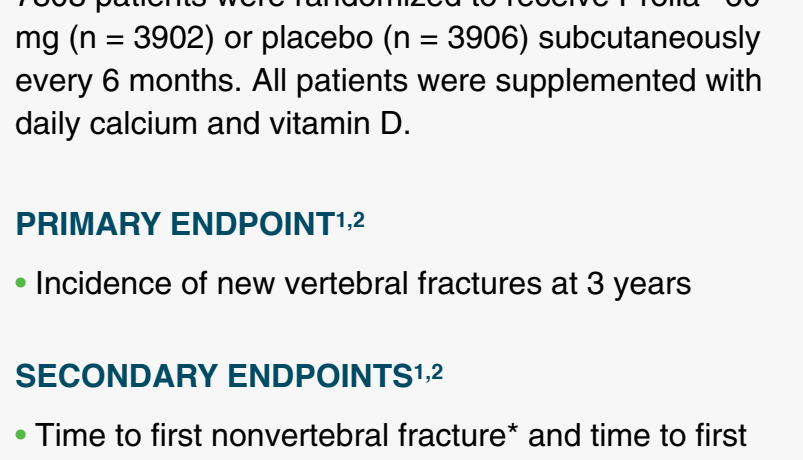 mg (n = 3902) or placebo (n = 3906) subcutaneously
every 6 months. All patients were supplemented with
daily calcium and vitamin D.
PRIMARY ENDPOINT1,2
• Incidence of new vertebral fractures at 3 years
SECONDARY ENDPOINTS1,2
• Time to first nonvertebral fracture* and time to first